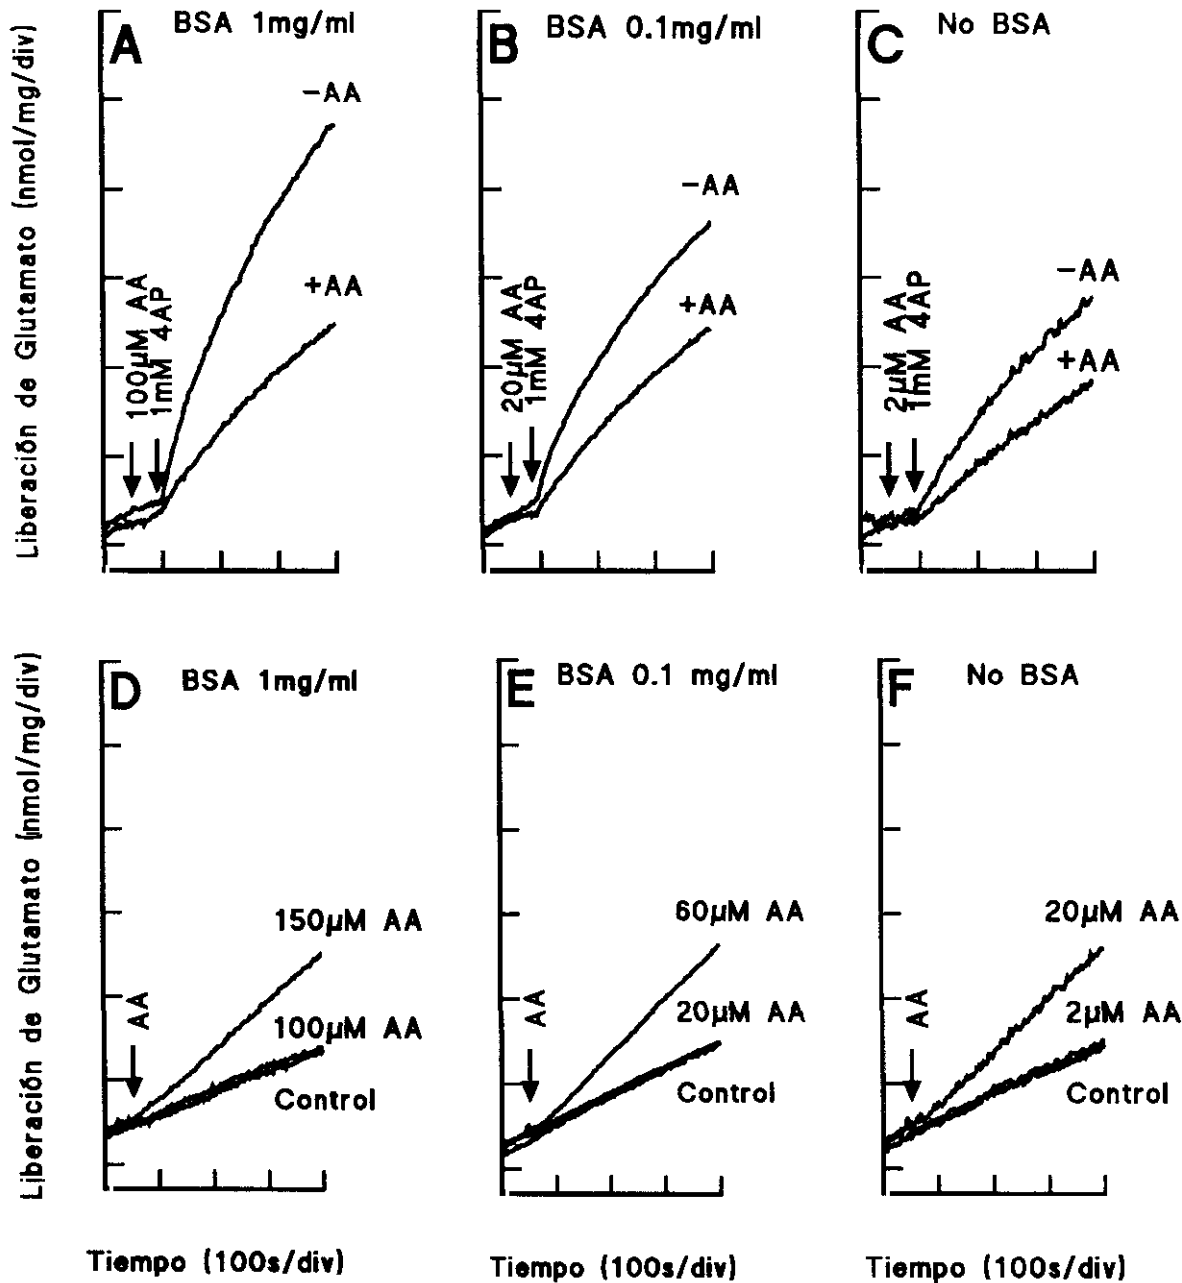 A
BSA 1mg/ml
-AA
+AA
100µM AA
1mM 4AP
B
BSA 0.1mg/ml
-AA
+AA
20µM AA
1mM 4AP
C
No BSA
-AA
+AA
2µM AA
1mM 4AP
Liberación de Glutamato (nmol/mg/div)
D
BSA 1mg/ml
150µM AA
AA
100µM AA
Control
E
BSA 0.1 mg/ml
60µM AA
AA
20µM AA
Control
F
No BSA
20µM AA
AA
2µM AA
Control
Liberación de Glutamato (nmol/mg/div)
Tiempo (100s/div)
Tiempo (100s/div)
Tiempo (100s/div)